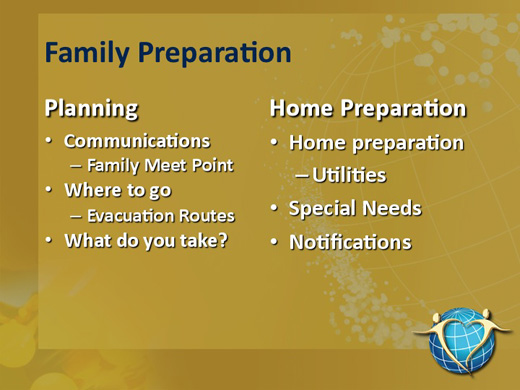 Family Preparation
Planning
• Communications
– Family Meet Point
• Where to go
– Evacuation Routes
• What do you take?
Home Preparation
• Home preparation
– Utilities
• Special Needs
• Notifications